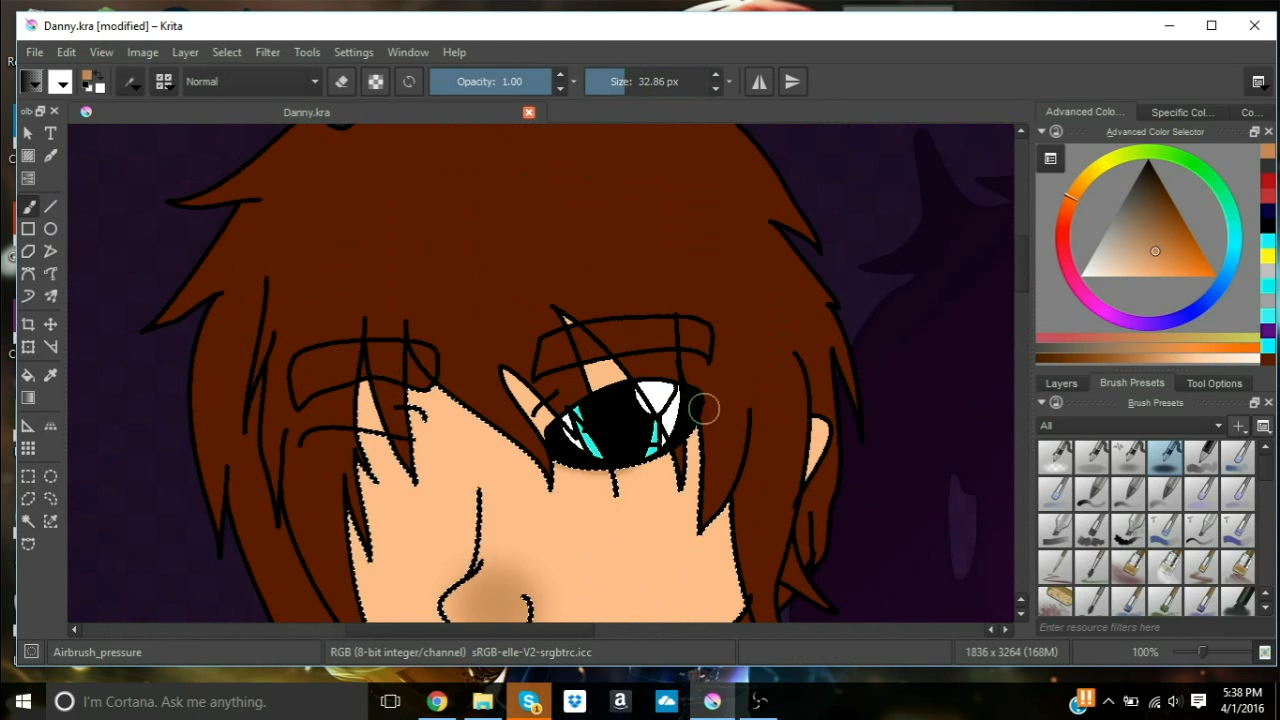 Danny.kra [modified] – Krita
File Edit View Image Layer Select Filter Tools Settings Window Help
Normal Opacity: 1.00 Size: 32.86 px
Danny.kra Advanced Colo... Specific Col... Co...
Advanced Color Selector
Layers Brush Presets Tool Options
Brush Presets
All
Enter resource filters here
Airbrush_pressure RGB (8-bit integer/channel) sRGB-elle-V2-srgbtrc.icc 1836 x 3264 (168M) 100%
I'm Cortana. Ask me anything. 5:38 PM
4/1/2016